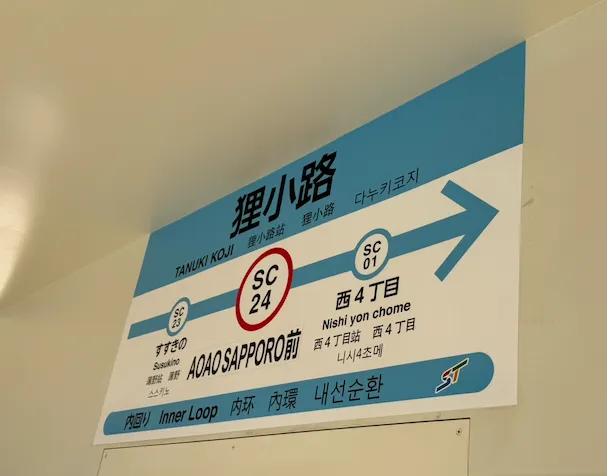 狸小路
TANUKI KOJI 狸小路站 狸小路 다누키코지
SC 23
SC 24
SC 01
すすきの
Susukino
薄野站 薄野
스스키노
AOAO SAPPORO前
西4丁目
Nishi yon chome
西4丁目站 西4丁目
니시4초메
内回り Inner Loop 内环 內環 내선순환
ST